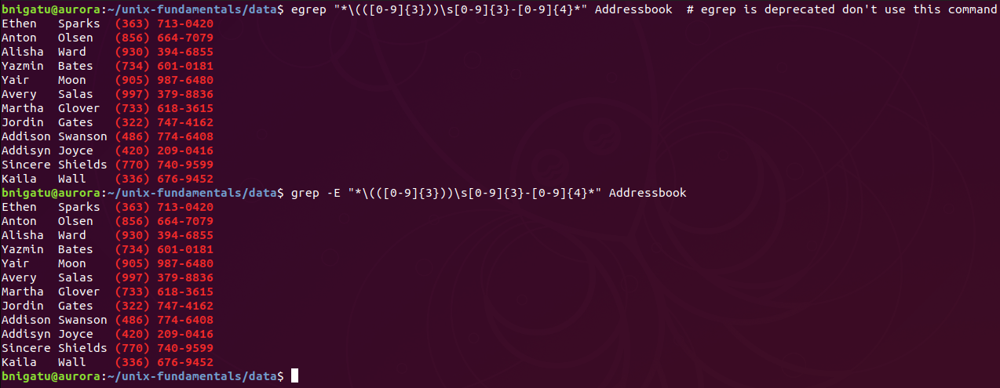 bnigatu@aurora:~/unix-fundamentals/data$ egrep "*\(([0-9]{3}))\s[0-9]{3}-[0-9]{4}*" Addressbook  # egrep is deprecated don't use this command
Ethen   Sparks  (363) 713-0420
Anton   Olsen   (856) 664-7079
Alisha  Ward    (930) 394-6855
Yazmin  Bates   (734) 601-0181
Yair    Moon    (905) 987-6480
Avery   Salas   (997) 379-8836
Martha  Glover  (733) 618-3615
Jordin  Gates   (322) 747-4162
Addison Swanson (486) 774-6408
Addisyn Joyce   (420) 209-0416
Sincere Shields (770) 740-9599
Kaila   Wall    (336) 676-9452
bnigatu@aurora:~/unix-fundamentals/data$ grep -E "*\(([0-9]{3}))\s[0-9]{3}-[0-9]{4}*" Addressbook
Ethen   Sparks  (363) 713-0420
Anton   Olsen   (856) 664-7079
Alisha  Ward    (930) 394-6855
Yazmin  Bates   (734) 601-0181
Yair    Moon    (905) 987-6480
Avery   Salas   (997) 379-8836
Martha  Glover  (733) 618-3615
Jordin  Gates   (322) 747-4162
Addison Swanson (486) 774-6408
Addisyn Joyce   (420) 209-0416
Sincere Shields (770) 740-9599
Kaila   Wall    (336) 676-9452
bnigatu@aurora:~/unix-fundamentals/data$